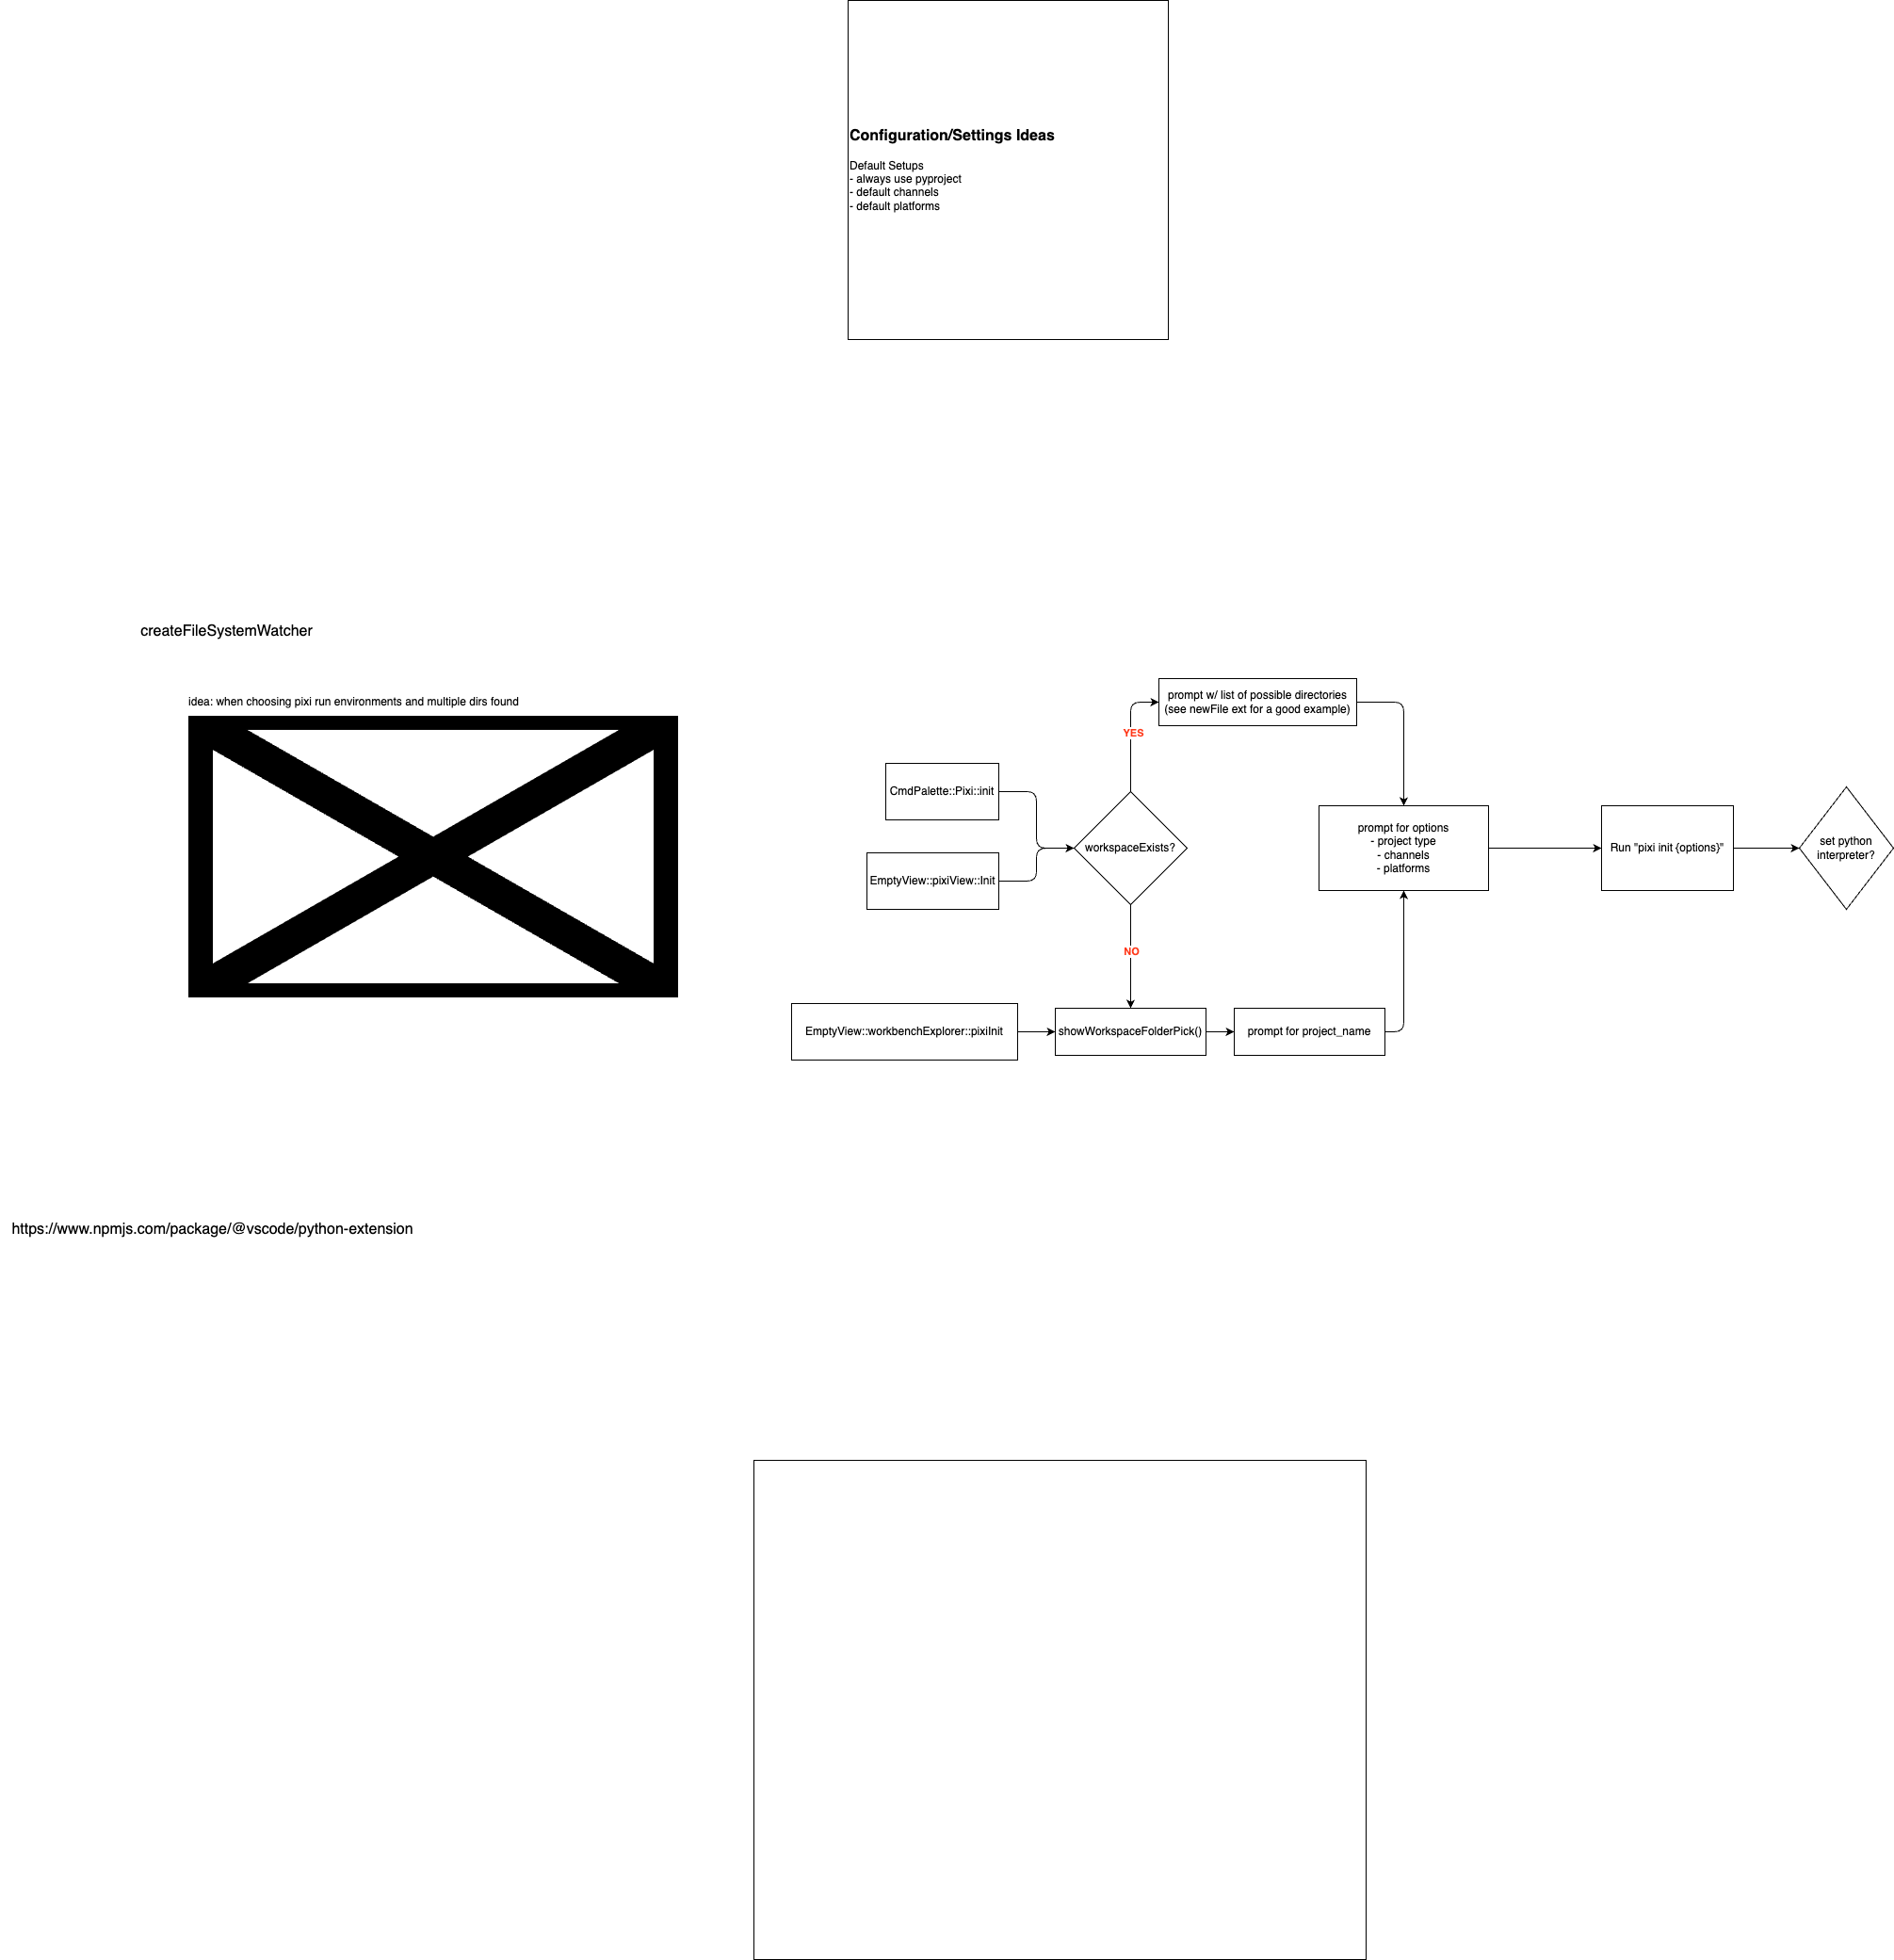 Configuration/Settings Ideas
Default Setups
- always use pyproject
- default channels
- default platforms
createFileSystemWatcher
idea: when choosing pixi run environments and multiple dirs found
prompt w/ list of possible directories
(see newFile ext for a good example)
YES
CmdPalette::Pixi::init
workspaceExists?
EmptyView::pixiView::Init
prompt for options
- project type
- channels
- platforms
Run "pixi init {options}"
set python
interpreter?
NO
EmptyView::workbenchExplorer::pixiInit
showWorkspaceFolderPick()
prompt for project_name
https://www.npmjs.com/package/@vscode/python-extension